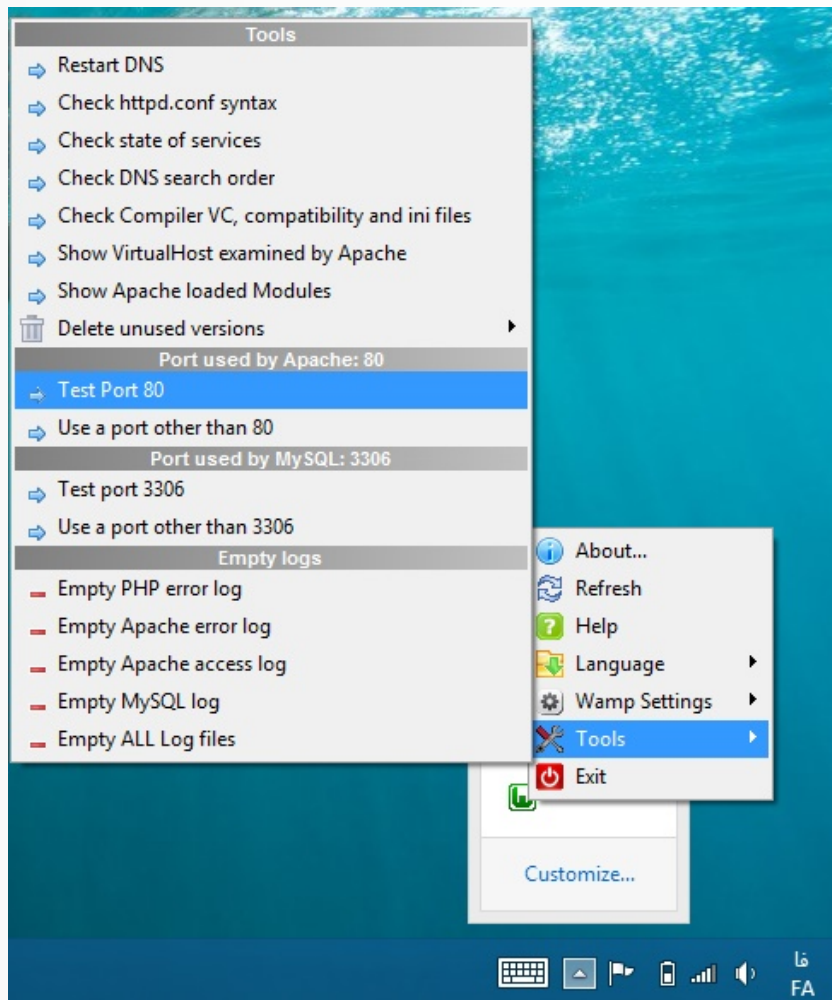 Tools
Restart DNS
Check httpd.conf syntax
Check state of services
Check DNS search order
Check Compiler VC, compatibility and ini files
Show VirtualHost examined by Apache
Show Apache loaded Modules
Delete unused versions
Port used by Apache: 80
Test Port 80
Use a port other than 80
Port used by MySQL: 3306
Test port 3306
Use a port other than 3306
Empty logs
Empty PHP error log
Empty Apache error log
Empty Apache access log
Empty MySQL log
Empty ALL Log files
About...
Refresh
Help
Language
Wamp Settings
Tools
Exit
Customize...
فا
FA